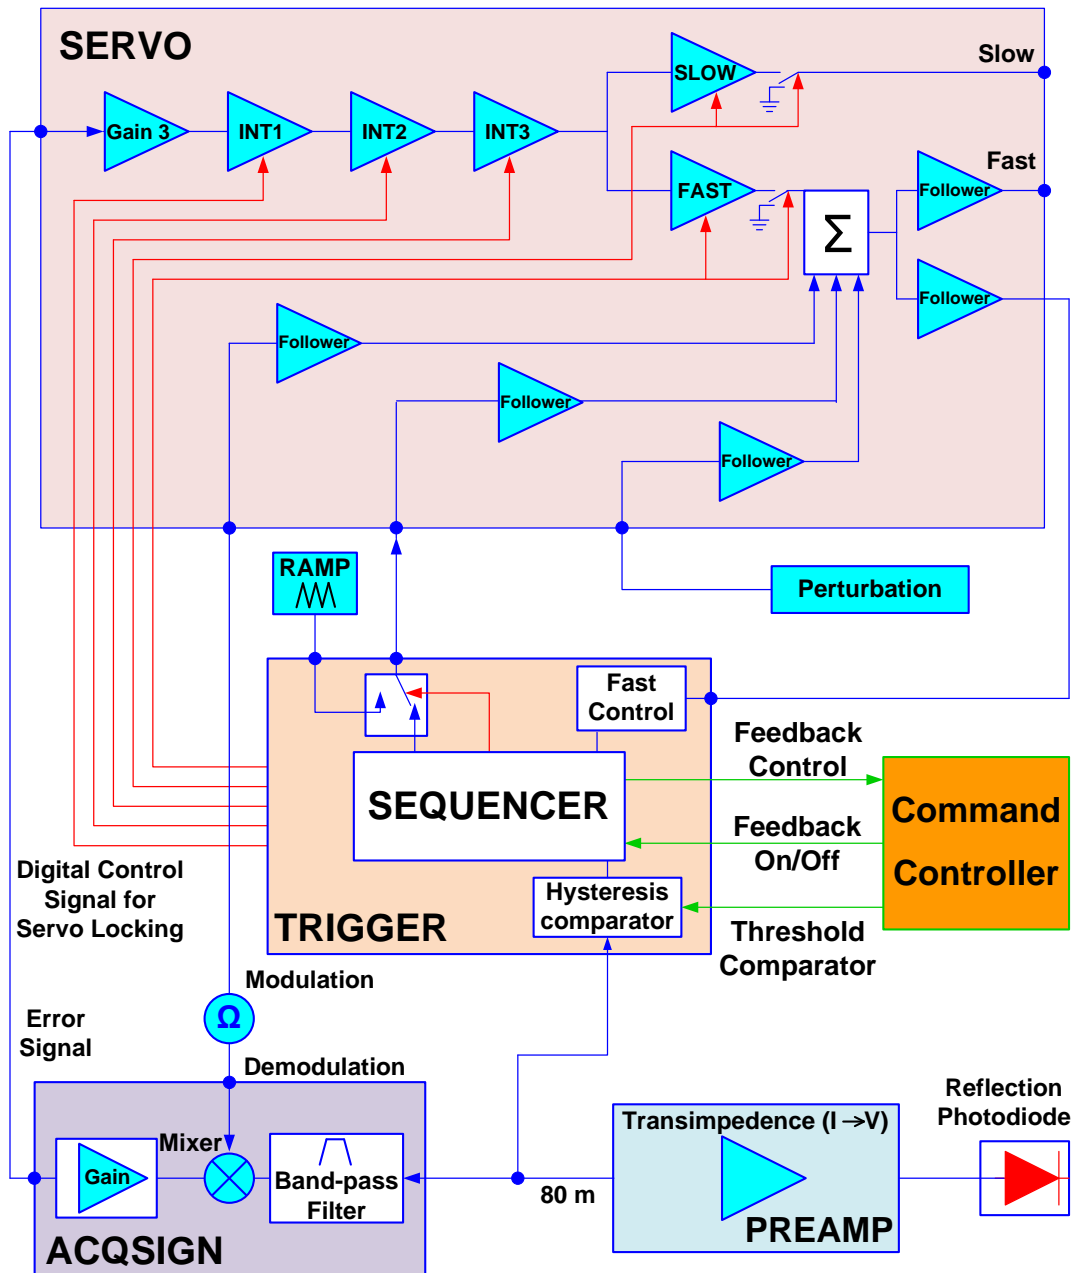 SERVO
Slow
SLOW
Gain 3
INT1
INT2
INT3
Fast
FAST
Follower
Σ
Follower
Follower
Follower
Follower
RAMP
Perturbation
Fast
Control
Feedback
Control
SEQUENCER
Command
Controller
Feedback
On/Off
Digital Control
Signal for
Servo Locking
Hysteresis
comparator
TRIGGER
Threshold
Comparator
Modulation
Ω
Error
Signal
Demodulation
Reflection
Photodiode
Transimpedence (I →V)
Mixer
Gain
Band-pass
Filter
80 m
PREAMP
ACQSIGN